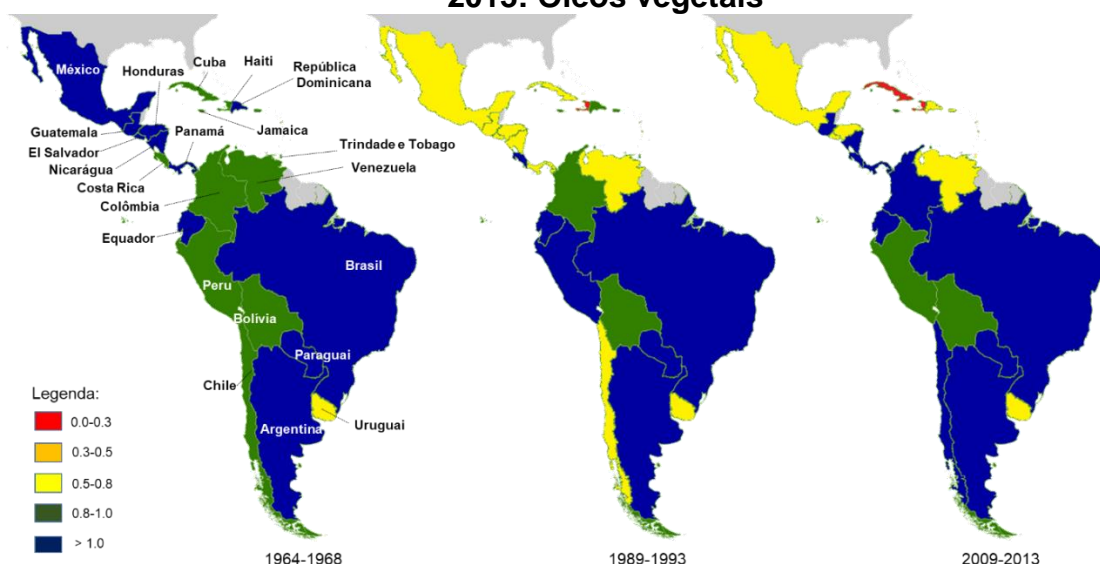 2013: Óleos vegetais
México
Honduras
Cuba
Haiti
República
Dominicana
Guatemala
El Salvador
Nicarágua
Costa Rica
Panamá
Jamaica
Trindade e Tobago
Venezuela
Colômbia
Equador
Brasil
Peru
Bolivia
Paraguai
Chile
Uruguai
Argentina
Legenda:
0.0-0.3
0.3-0.5
0.5-0.8
0.8-1.0
> 1.0
1964-1968
1989-1993
2009-2013